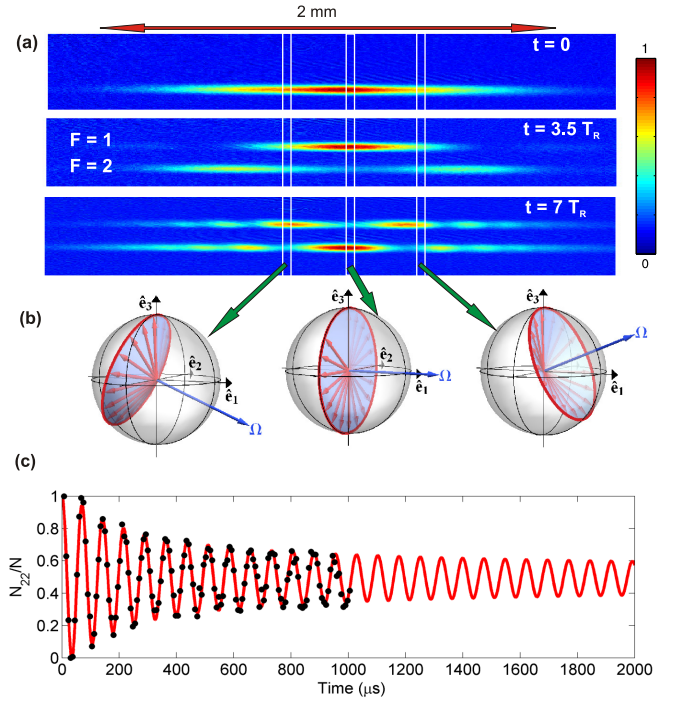 2 mm
(a)
t = 0
1
F = 1
t = 3.5 T_R
F = 2
t = 7 T_R
0
(b)
ê₃ ê₃ ê₃
ê₂ ê₂
ê₁ ê₁ ê₁
Ω Ω Ω
(c)
N₂₂/N
1
0.8
0.6
0.4
0.2
0
0 200 400 600 800 1000 1200 1400 1600 1800 2000
Time (μs)